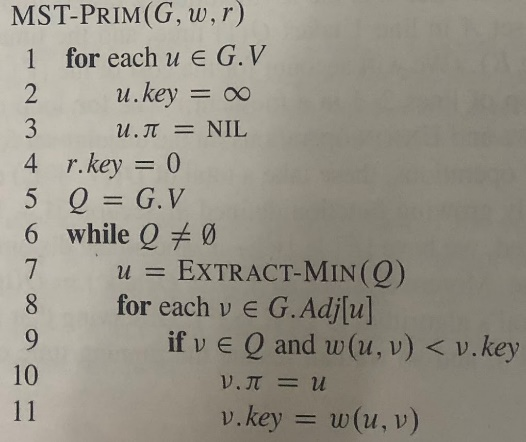 MST-PRIM(G, w, r)
1 for each u ∈ G.V
2 u.key = ∞
3 u.π = NIL
4 r.key = 0
5 Q = G.V
6 while Q ≠ ∅
7 u = EXTRACT-MIN(Q)
8 for each v ∈ G.Adj[u]
9 if v ∈ Q and w(u, v) < v.key
10 v.π = u
11 v.key = w(u, v)